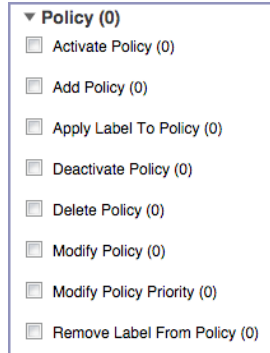 Policy (0)
Activate Policy (0)
Add Policy (0)
Apply Label To Policy (0)
Deactivate Policy (0)
Delete Policy (0)
Modify Policy (0)
Modify Policy Priority (0)
Remove Label From Policy (0)